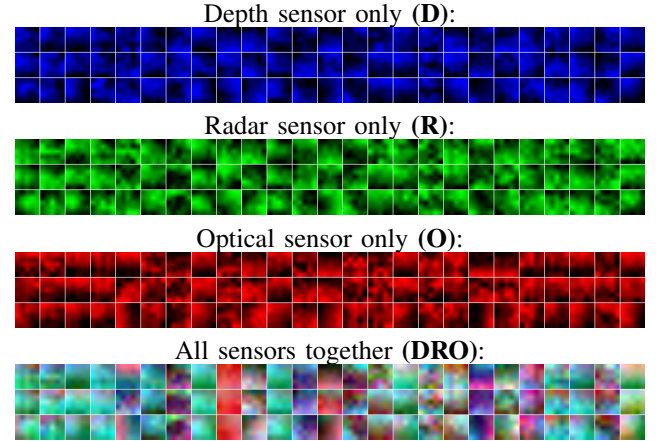 Depth sensor only (D):
Radar sensor only (R):
Optical sensor only (O):
All sensors together (DRO):